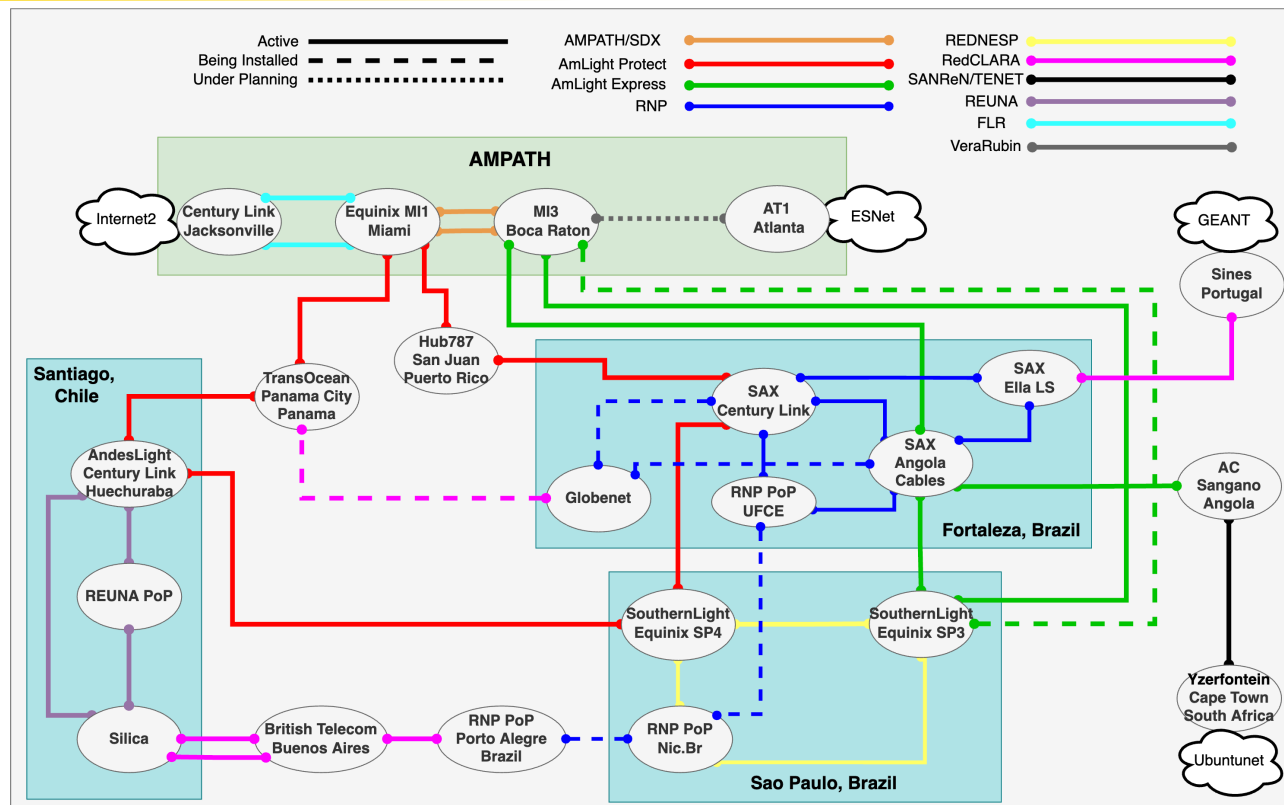 Active
Being Installed
Under Planning
AMPATH/SDX
AmLight Protect
AmLight Express
RNP
REDNESP
RedCLARA
SANReN/TENET
REUNA
FLR
VeraRubin
AMPATH
Internet2
Century Link
Jacksonville
Equinix MI1
Miami
MI3
Boca Raton
AT1
Atlanta
ESNet
GEANT
Sines
Portugal
Hub787
San Juan
Puerto Rico
TransOcean
Panama City
Panama
Santiago,
Chile
AndesLight
Century Link
Huechuraba
REUNA PoP
Silica
SAX
Century Link
SAX
Ella LS
SAX
Angola
Cables
Globenet
RNP PoP
UFCE
Fortaleza, Brazil
AC
Sangano
Angola
SouthernLight
Equinix SP4
SouthernLight
Equinix SP3
British Telecom
Buenos Aires
RNP PoP
Porto Alegre
Brazil
RNP PoP
Nic.Br
Sao Paulo, Brazil
Yzerfontein
Cape Town
South Africa
Ubuntunet